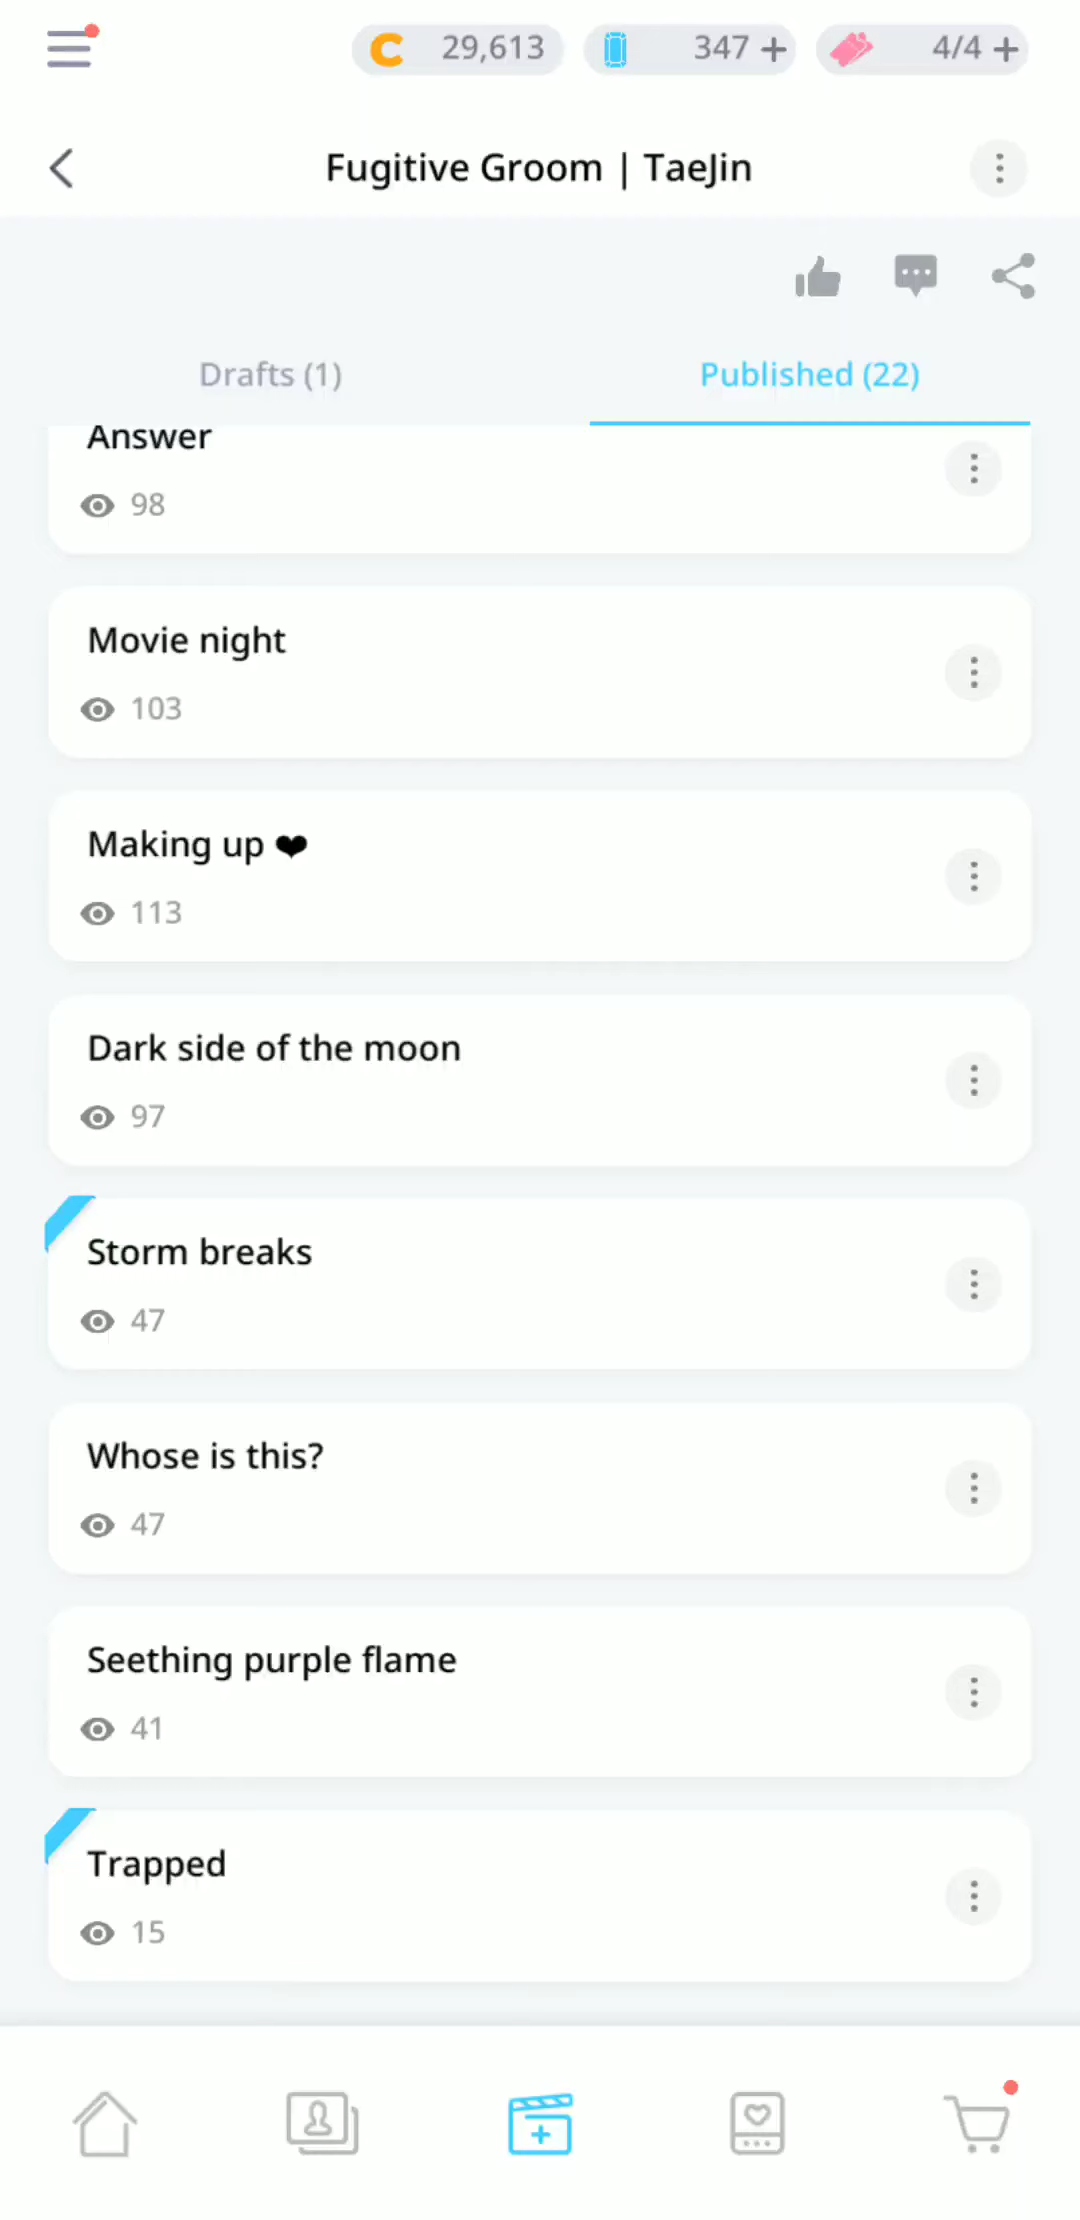 29,613 347 + 4/4 +
Fugitive Groom | TaeJin
Drafts (1) Published (22)
Answer
98
Movie night
103
Making up ❤
113
Dark side of the moon
97
Storm breaks
47
Whose is this?
47
Seething purple flame
41
Trapped
15